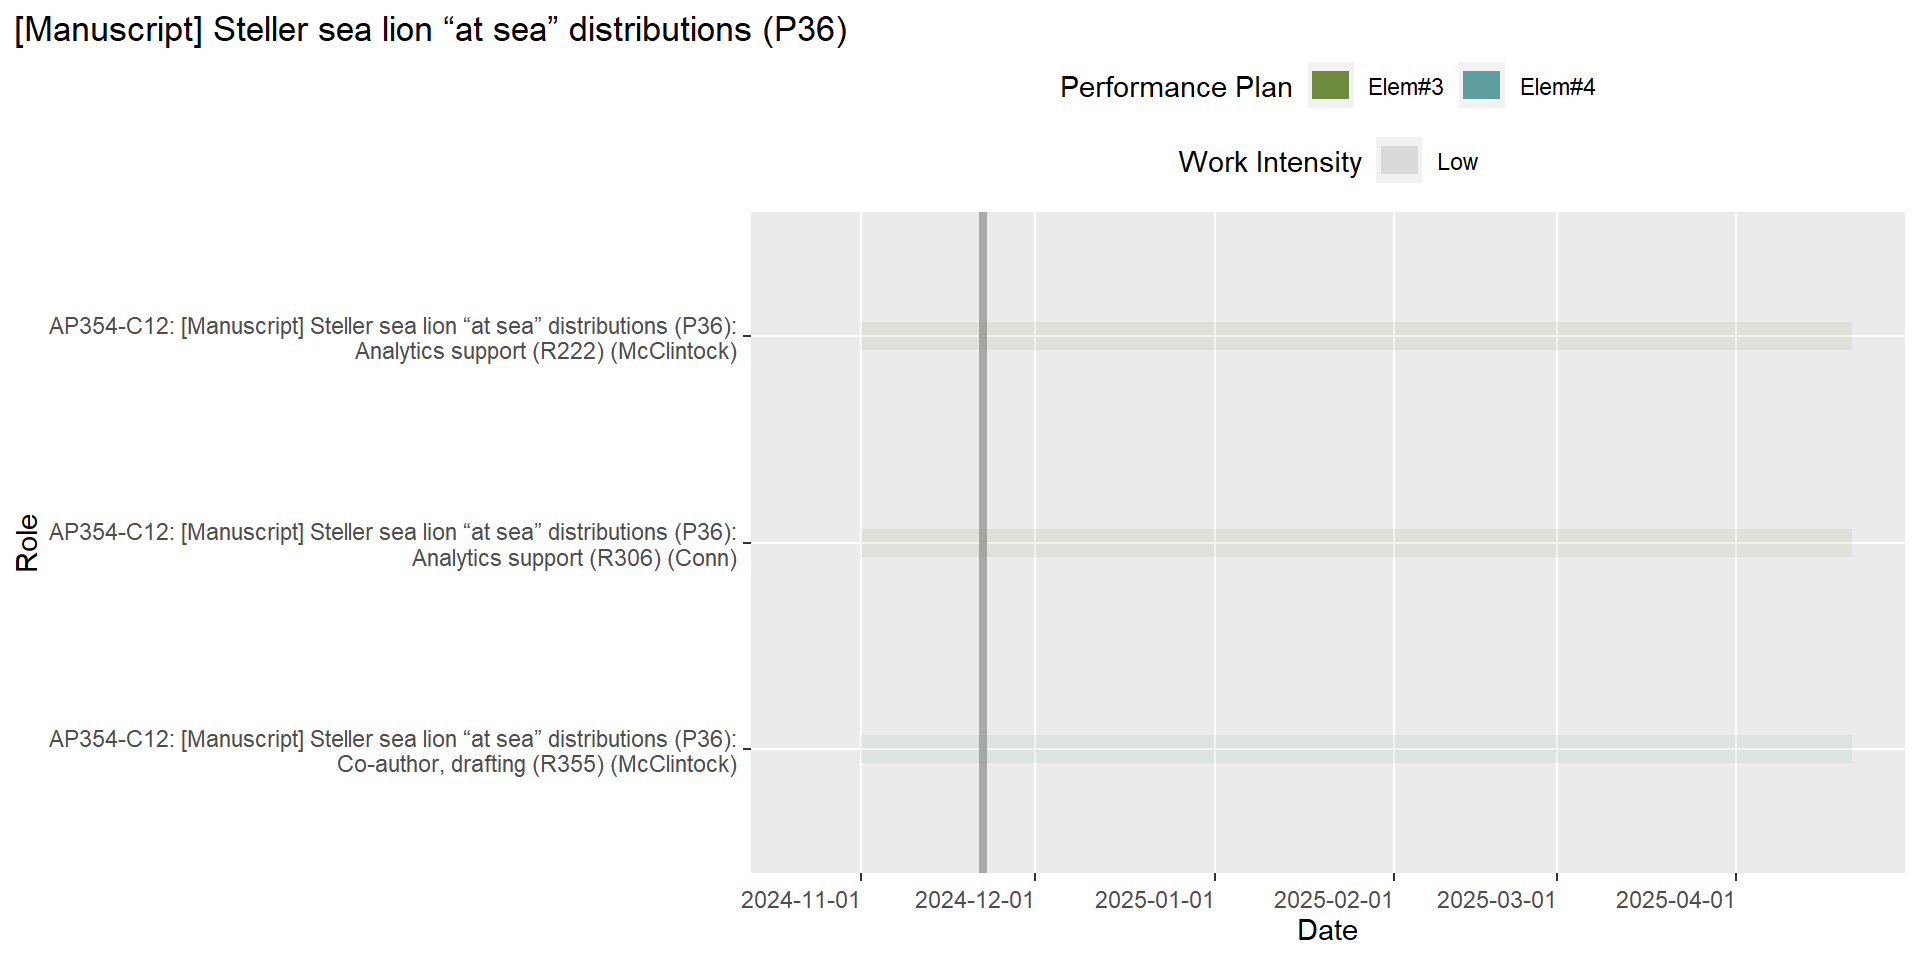 [Manuscript] Steller sea lion “at sea” distributions (P36)
Performance Plan Elem#3 Elem#4
Work Intensity Low
AP354-C12: [Manuscript] Steller sea lion “at sea” distributions (P36):
Analytics support (R222) (McClintock)
Role
AP354-C12: [Manuscript] Steller sea lion “at sea” distributions (P36):
Analytics support (R306) (Conn)
AP354-C12: [Manuscript] Steller sea lion “at sea” distributions (P36):
Co-author, drafting (R355) (McClintock)
2024-11-01 2024-12-01 2025-01-01 2025-02-01 2025-03-01 2025-04-01
Date